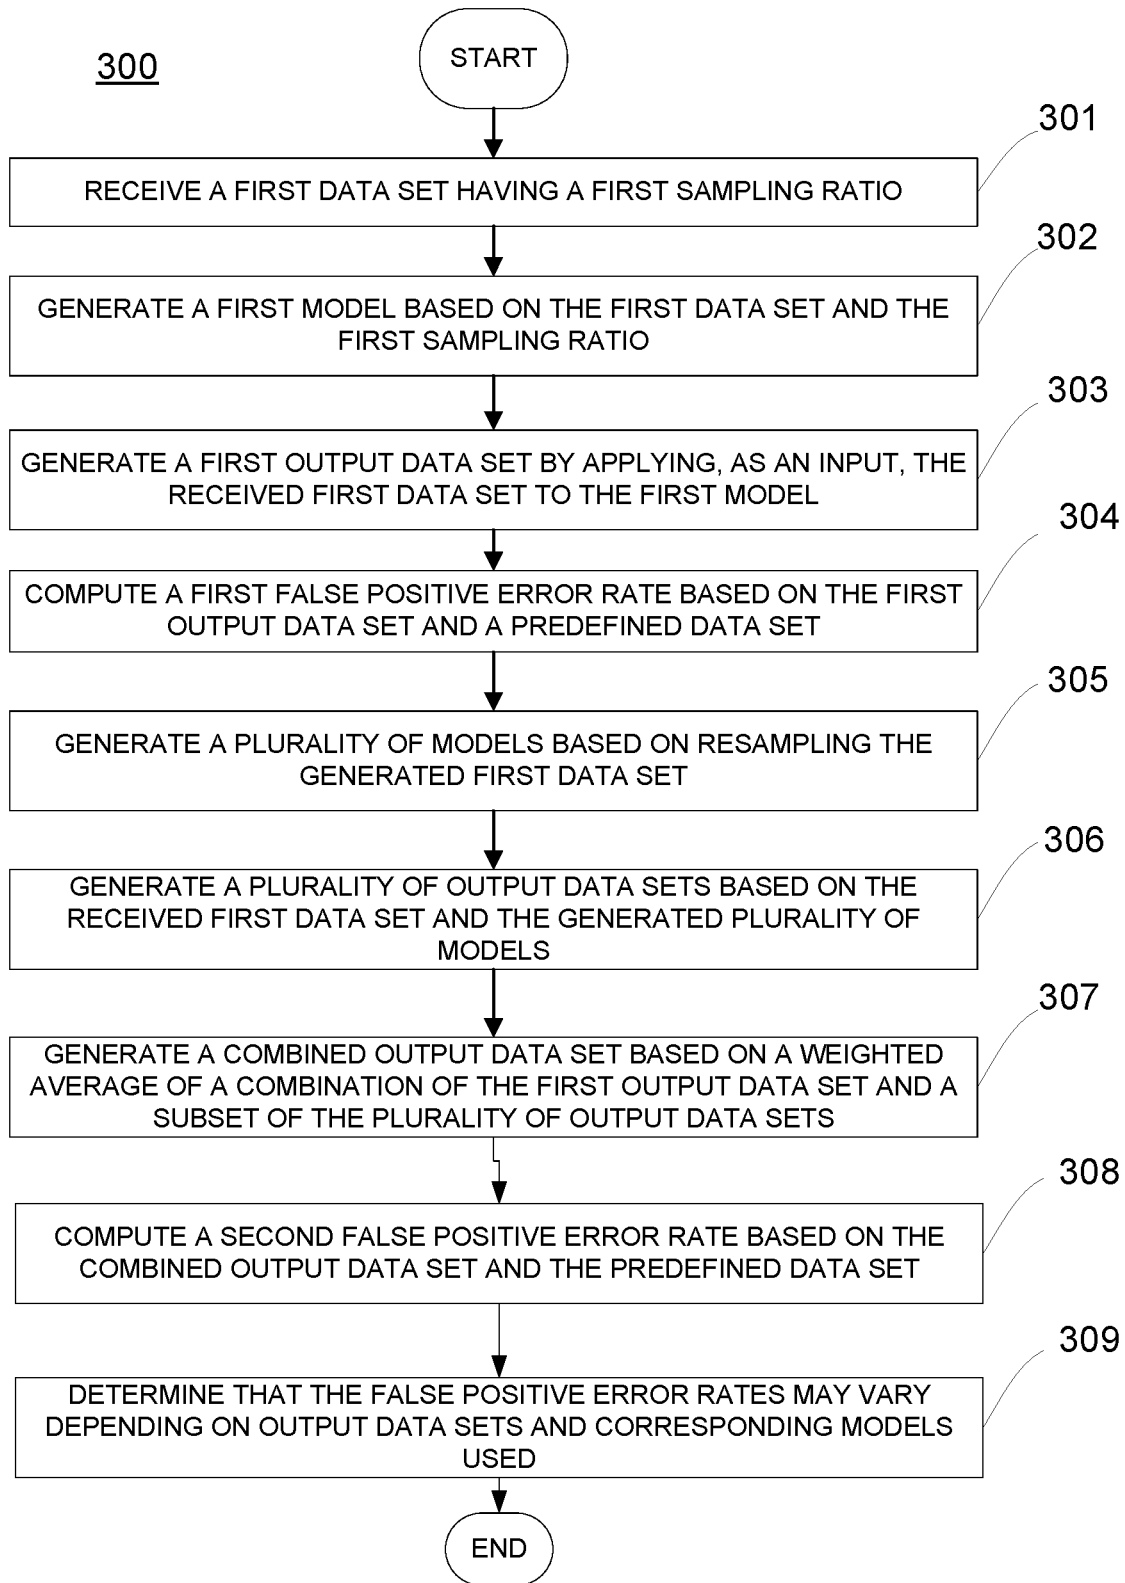 300
START
301
RECEIVE A FIRST DATA SET HAVING A FIRST SAMPLING RATIO
302
GENERATE A FIRST MODEL BASED ON THE FIRST DATA SET AND THE
FIRST SAMPLING RATIO
303
GENERATE A FIRST OUTPUT DATA SET BY APPLYING, AS AN INPUT, THE
RECEIVED FIRST DATA SET TO THE FIRST MODEL
304
COMPUTE A FIRST FALSE POSITIVE ERROR RATE BASED ON THE FIRST
OUTPUT DATA SET AND A PREDEFINED DATA SET
305
GENERATE A PLURALITY OF MODELS BASED ON RESAMPLING THE
GENERATED FIRST DATA SET
306
GENERATE A PLURALITY OF OUTPUT DATA SETS BASED ON THE
RECEIVED FIRST DATA SET AND THE GENERATED PLURALITY OF
MODELS
307
GENERATE A COMBINED OUTPUT DATA SET BASED ON A WEIGHTED
AVERAGE OF A COMBINATION OF THE FIRST OUTPUT DATA SET AND A
SUBSET OF THE PLURALITY OF OUTPUT DATA SETS
308
COMPUTE A SECOND FALSE POSITIVE ERROR RATE BASED ON THE
COMBINED OUTPUT DATA SET AND THE PREDEFINED DATA SET
309
DETERMINE THAT THE FALSE POSITIVE ERROR RATES MAY VARY
DEPENDING ON OUTPUT DATA SETS AND CORRESPONDING MODELS
USED
END